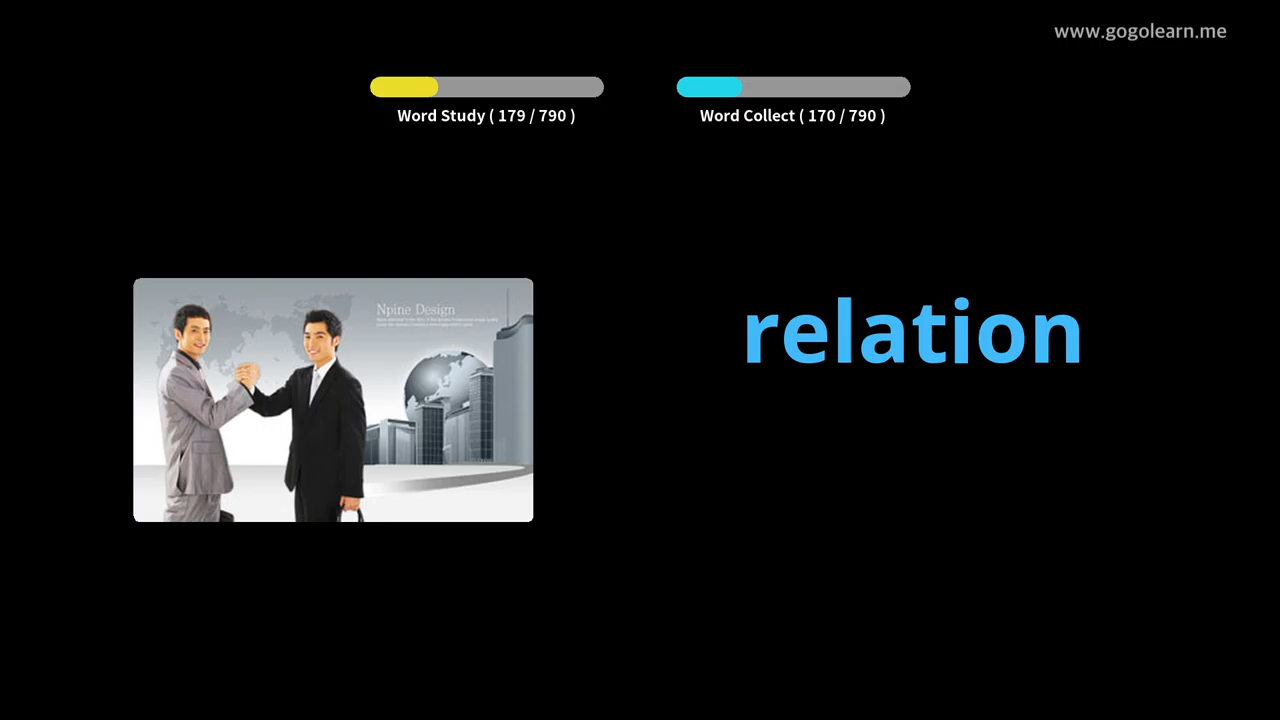 www.gogolearn.me
Word Study ( 179 / 790 )
Word Collect ( 170 / 790 )
Npine Design
relation